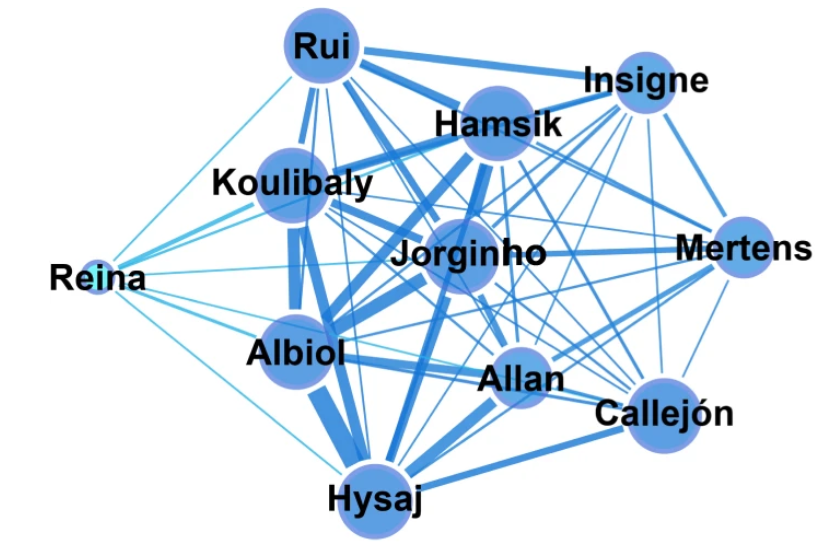 Rui
Insigne
Hamsik
Koulibaly
Jorginho
Mertens
Reina
Albiol
Allan
Callejón
Hysaj